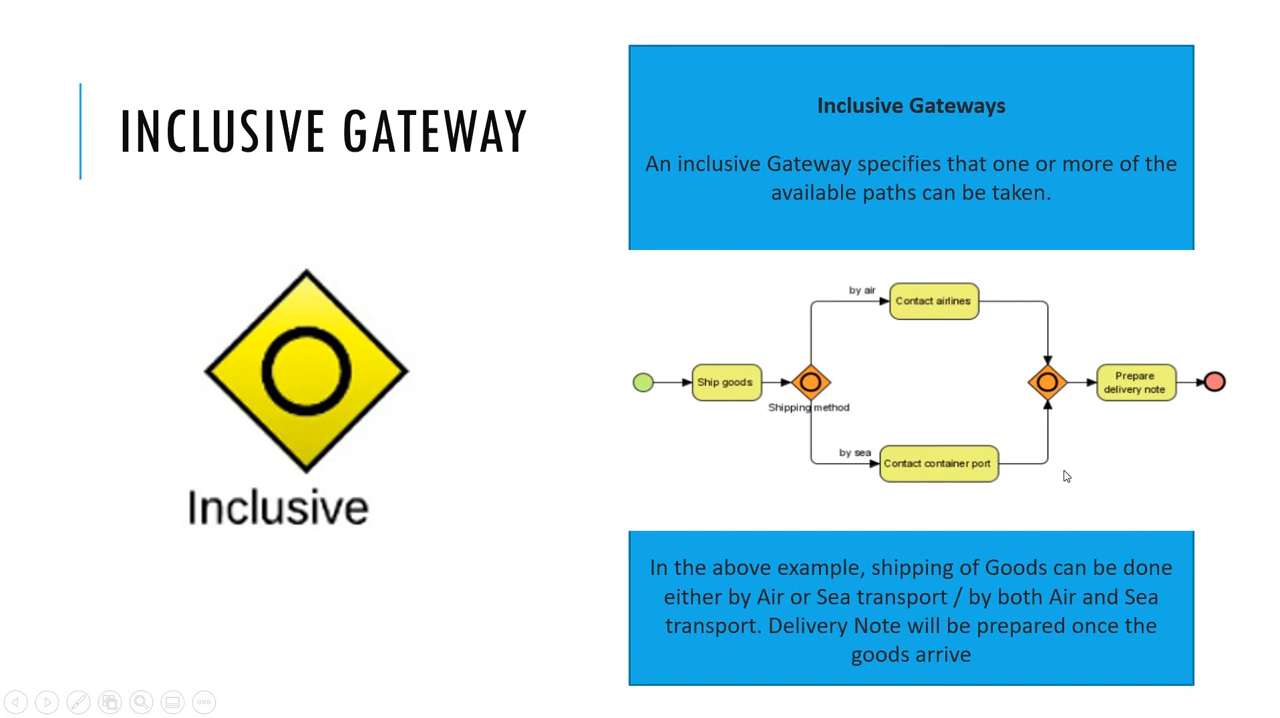 INCLUSIVE GATEWAY
Inclusive
Inclusive Gateways
An inclusive Gateway specifies that one or more of the
available paths can be taken.
by air
Contact airlines
Ship goods
Shipping method
Prepare
delivery note
by sea
Contact container port
In the above example, shipping of Goods can be done
either by Air or Sea transport / by both Air and Sea
transport. Delivery Note will be prepared once the
goods arrive